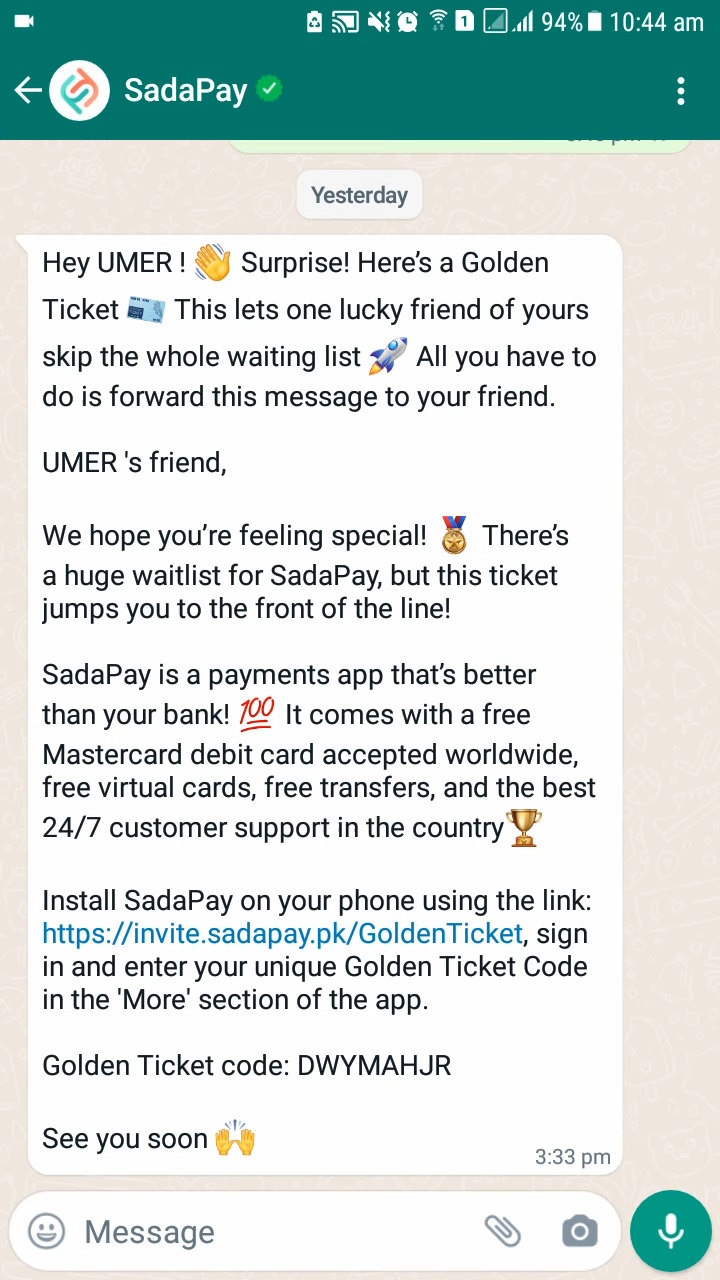 94% 10:44 am
SadaPay
Yesterday
Hey UMER ! 👋 Surprise! Here's a Golden
Ticket 🎫 This lets one lucky friend of yours
skip the whole waiting list 🚀 All you have to
do is forward this message to your friend.
UMER 's friend,
We hope you're feeling special! 🏅 There's
a huge waitlist for SadaPay, but this ticket
jumps you to the front of the line!
SadaPay is a payments app that's better
than your bank! 💯 It comes with a free
Mastercard debit card accepted worldwide,
free virtual cards, free transfers, and the best
24/7 customer support in the country🏆
Install SadaPay on your phone using the link:
https://invite.sadapay.pk/GoldenTicket, sign
in and enter your unique Golden Ticket Code
in the 'More' section of the app.
Golden Ticket code: DWYMAHJR
See you soon 🙌
3:33 pm
Message